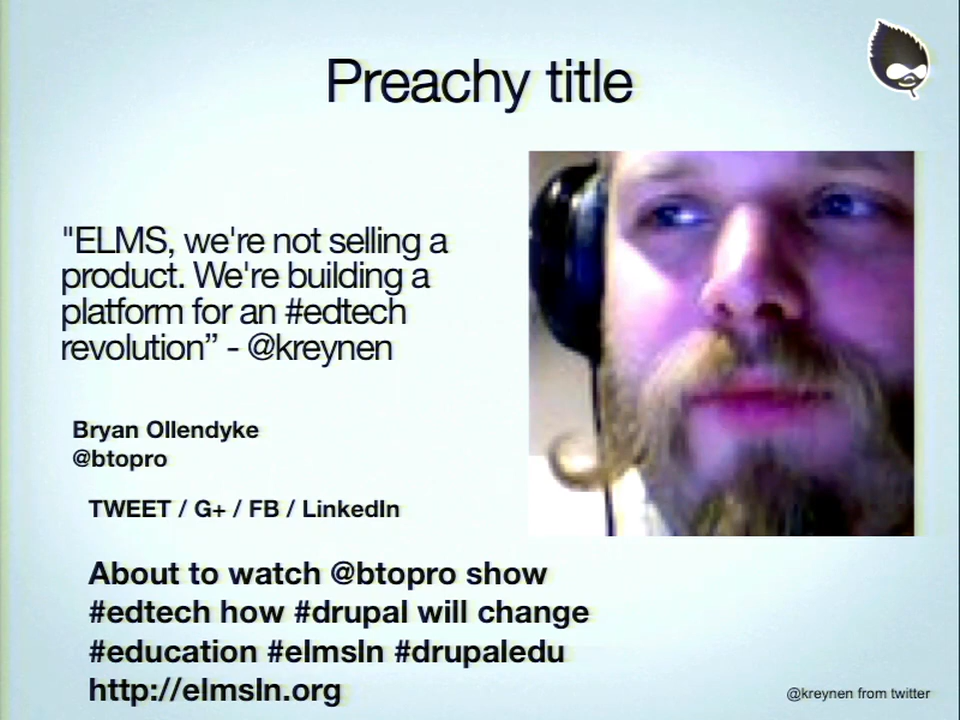 Preachy title
"ELMS, we're not selling a
product. We're building a
platform for an #edtech
revolution” - @kreynen
Bryan Ollendyke
@btopro
TWEET / G+ / FB / LinkedIn
About to watch @btopro show
#edtech how #drupal will change
#education #elmsln #drupaledu
http://elmsln.org
@kreynen from twitter